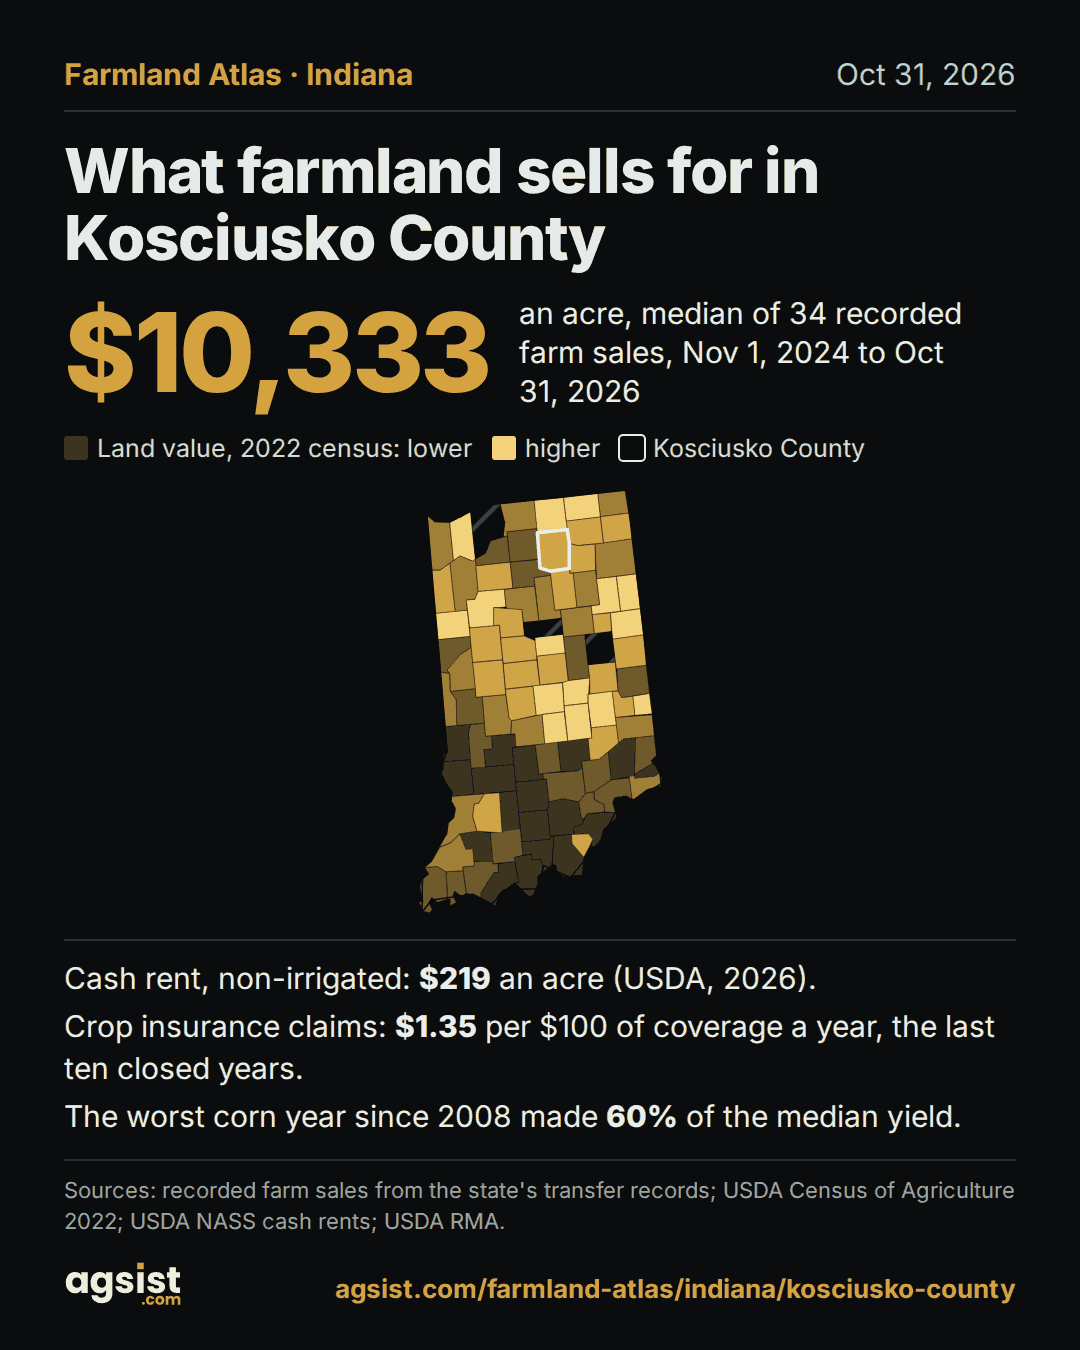 Farmland Atlas · Indiana
Oct 31, 2026
What farmland sells for in
Kosciusko County
$10,333
an acre, median of 34 recorded
farm sales, Nov 1, 2024 to Oct
31, 2026
Land value, 2022 census: lower
higher
Kosciusko County
Cash rent, non-irrigated: $219 an acre (USDA, 2026).
Crop insurance claims: $1.35 per $100 of coverage a year, the last
ten closed years.
The worst corn year since 2008 made 60% of the median yield.
Sources: recorded farm sales from the state's transfer records; USDA Census of Agriculture
2022; USDA NASS cash rents; USDA RMA.
agsist
.com
agsist.com/farmland-atlas/indiana/kosciusko-county